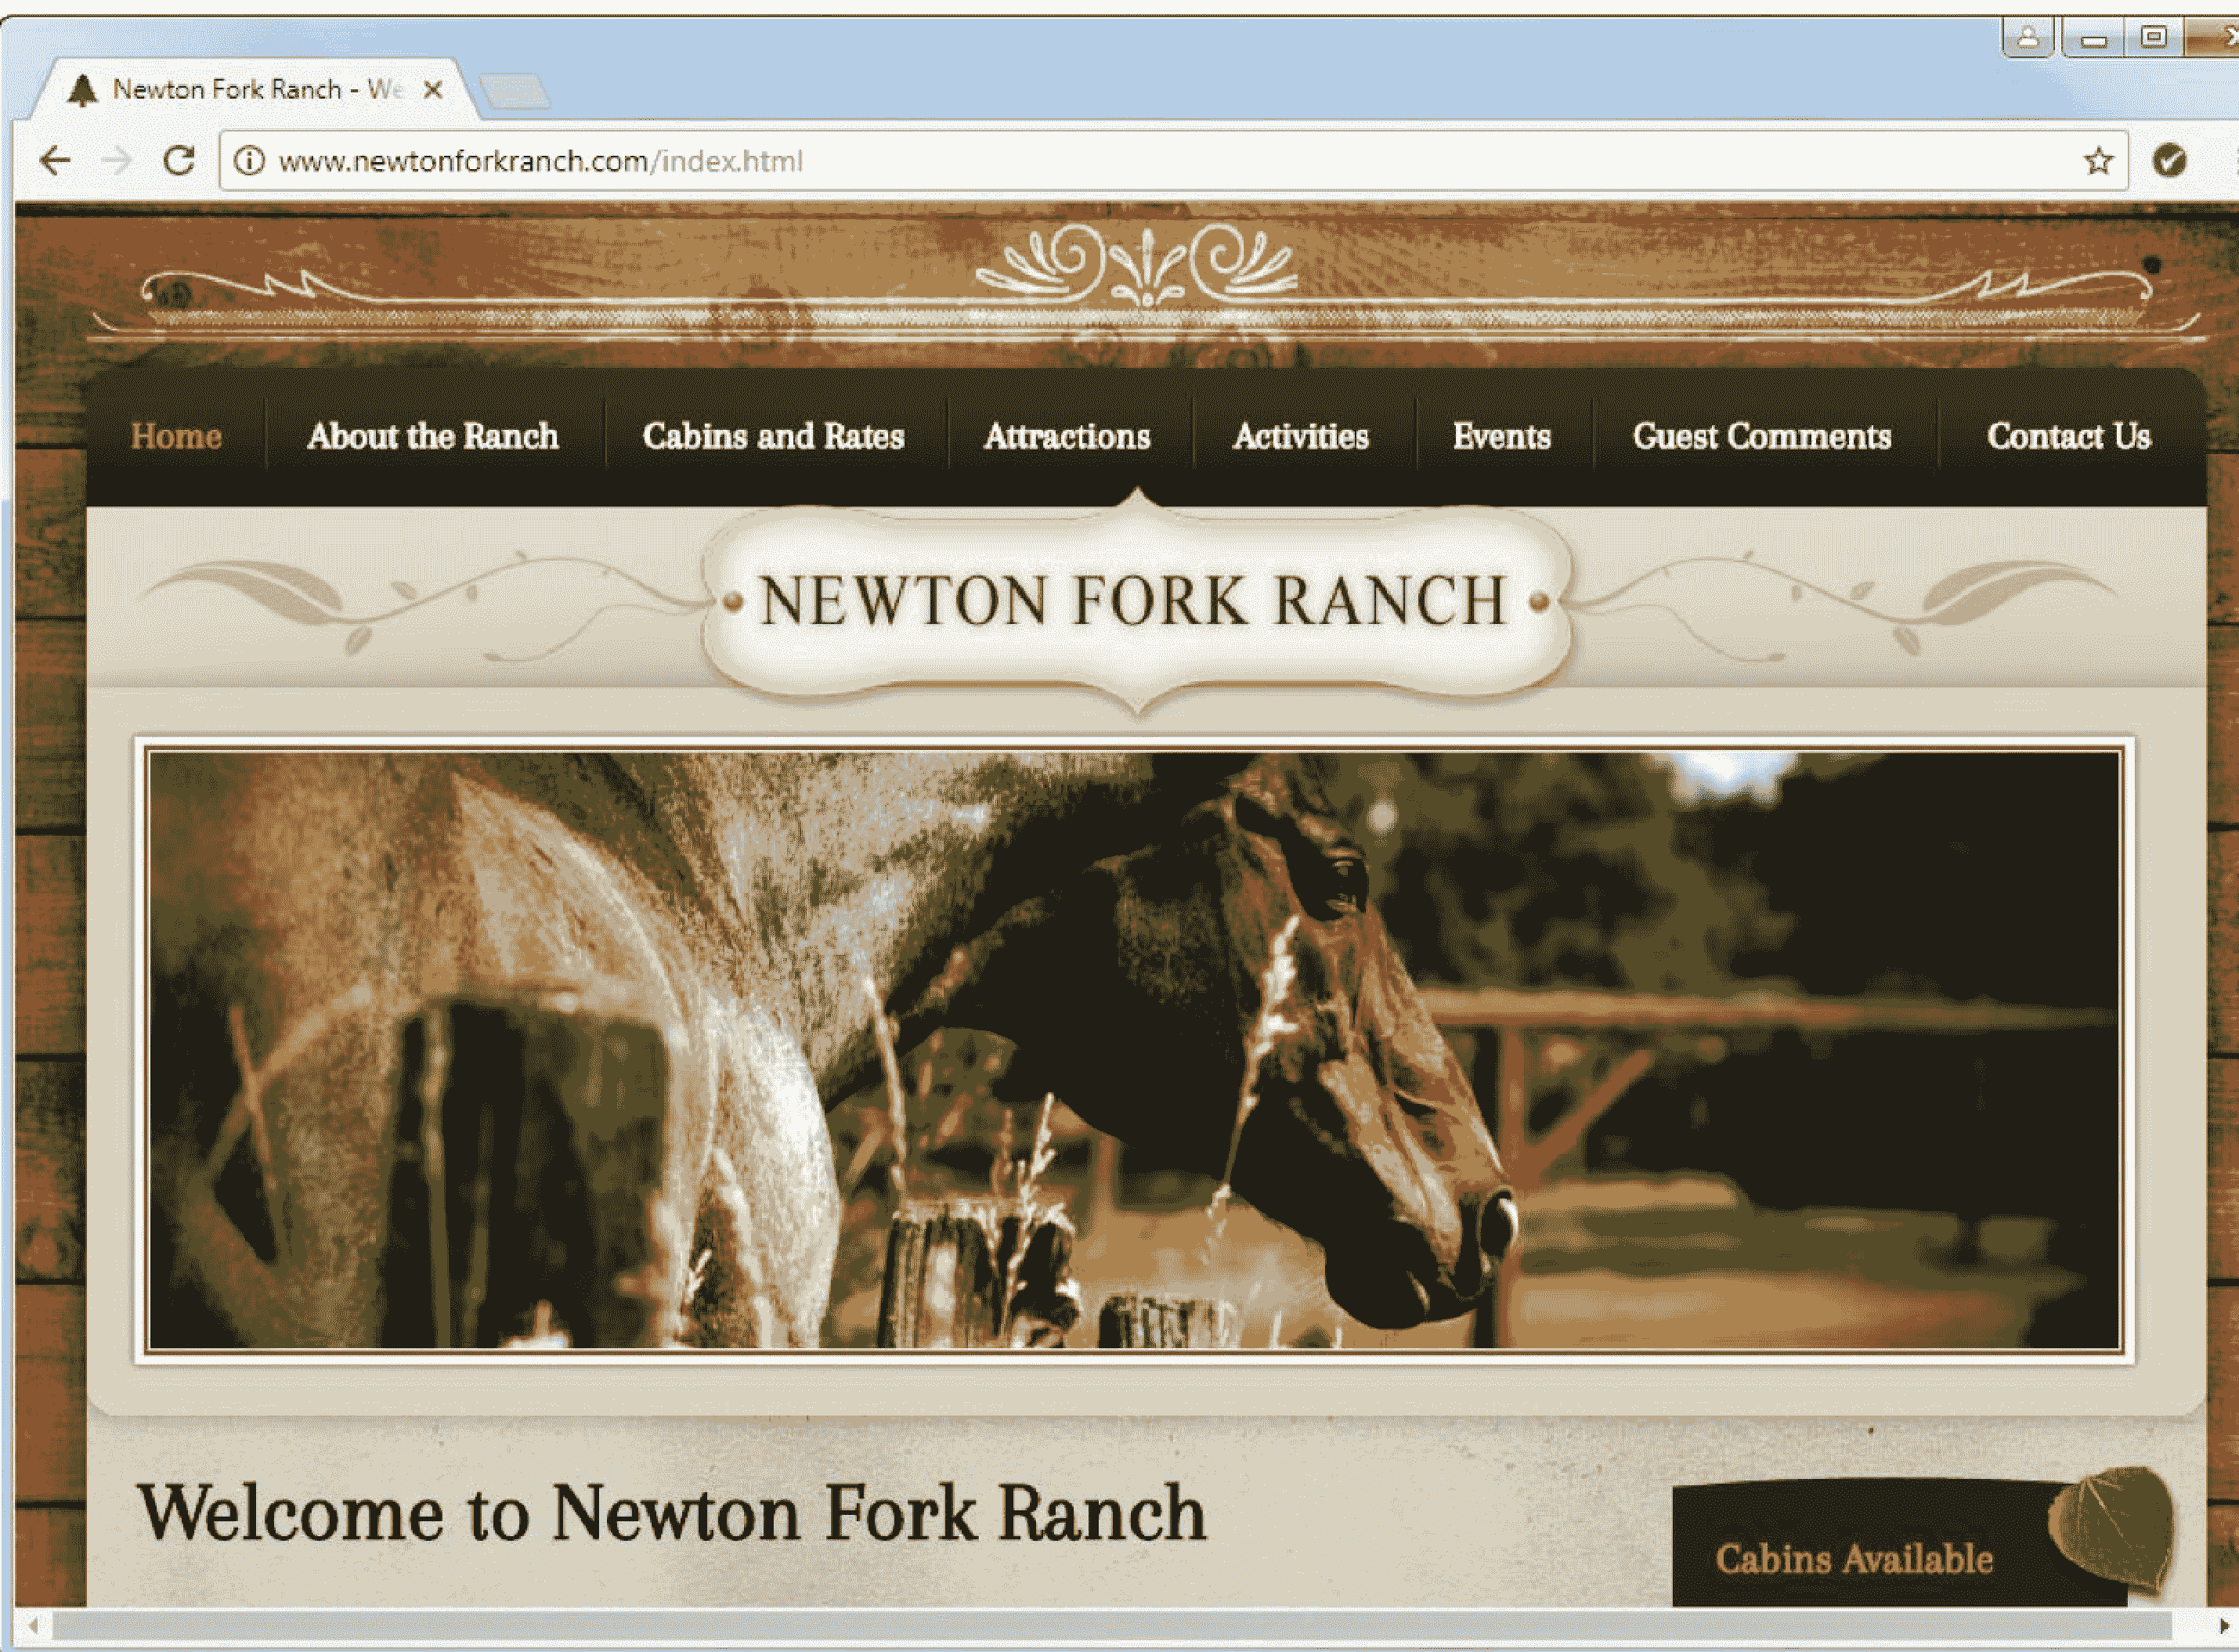 Newton Fork Ranch - We
www.newtonforkranch.com/index.html
Home About the Ranch Cabins and Rates Attractions Activities Events Guest Comments Contact Us
NEWTON FORK RANCH
Welcome to Newton Fork Ranch
Cabins Available